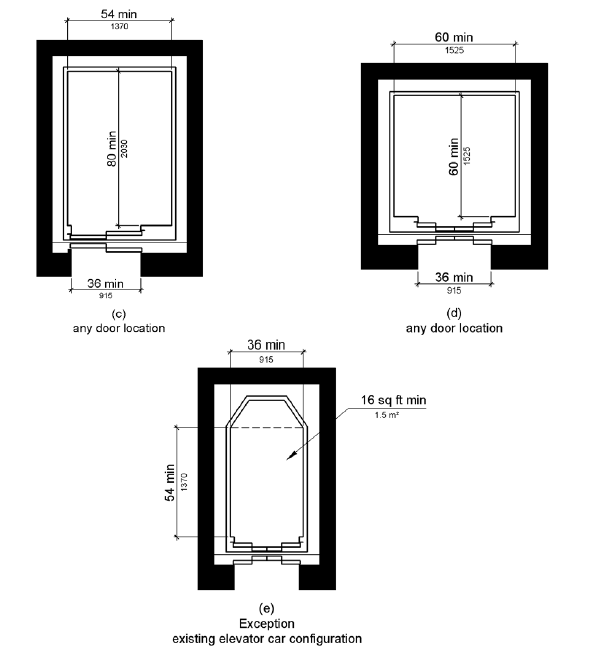 54 min
1370
80 min
2030
36 min
915
(c)
any door location
60 min
1525
60 min
1525
36 min
915
(d)
any door location
36 min
915
16 sq ft min
1.5 m²
54 min
1370
(e)
Exception
existing elevator car configuration